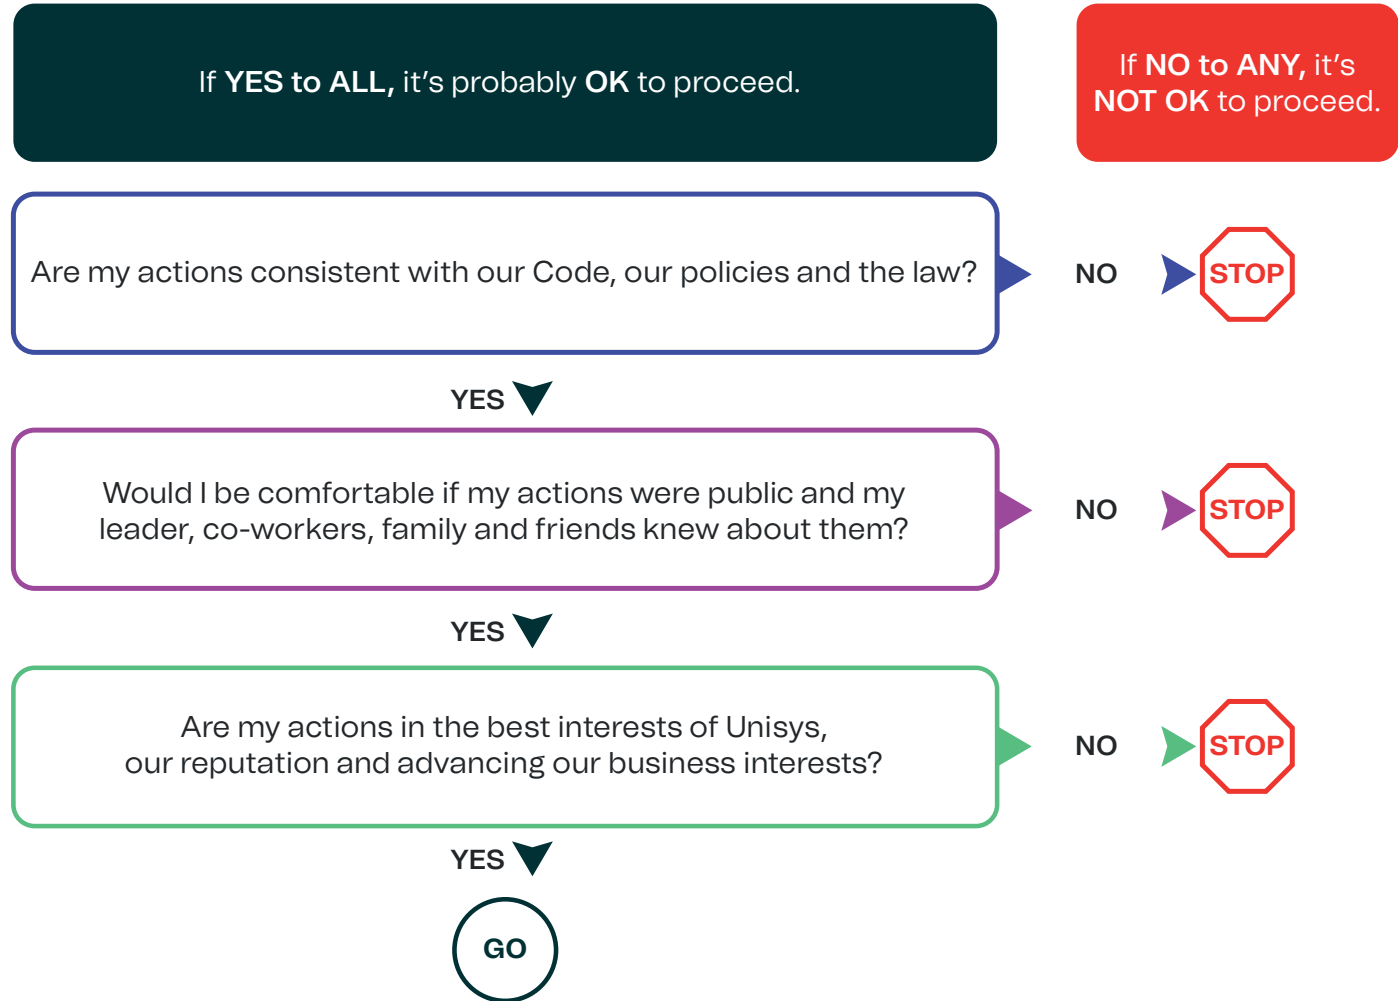 If YES to ALL, it’s probably OK to proceed.
If NO to ANY, it’s
NOT OK to proceed.
Are my actions consistent with our Code, our policies and the law?
NO
STOP
YES
Would I be comfortable if my actions were public and my
leader, co-workers, family and friends knew about them?
NO
STOP
YES
Are my actions in the best interests of Unisys,
our reputation and advancing our business interests?
NO
STOP
YES
GO